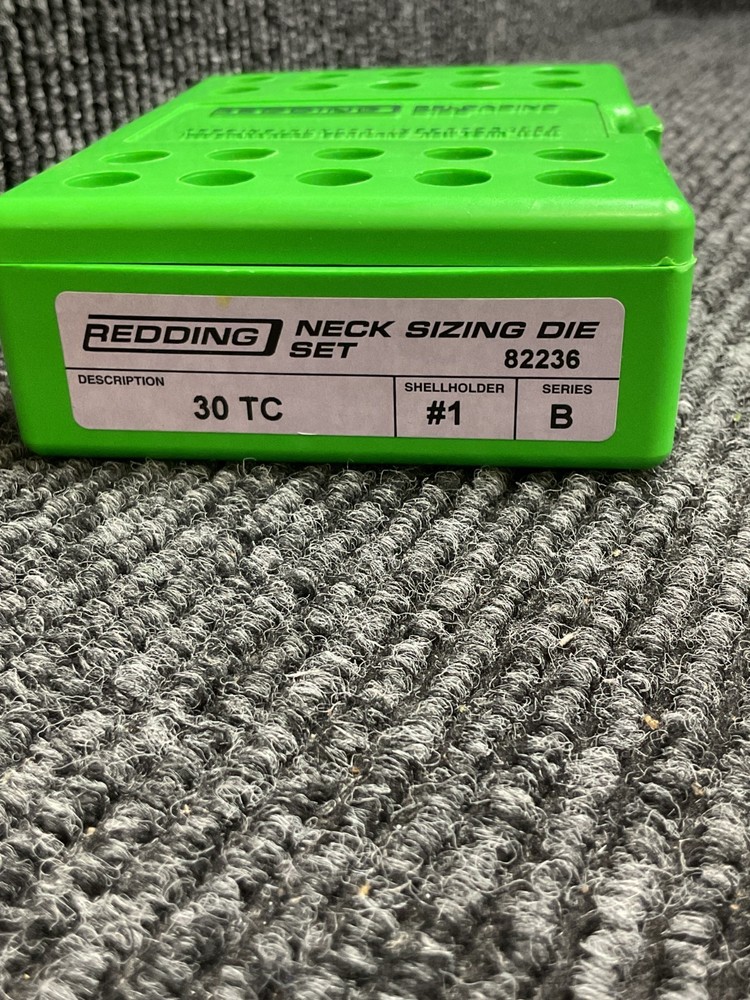 REDDING NECK SIZING DIE
SET 82236
DESCRIPTION SHELLHOLDER SERIES
30 TC #1 B